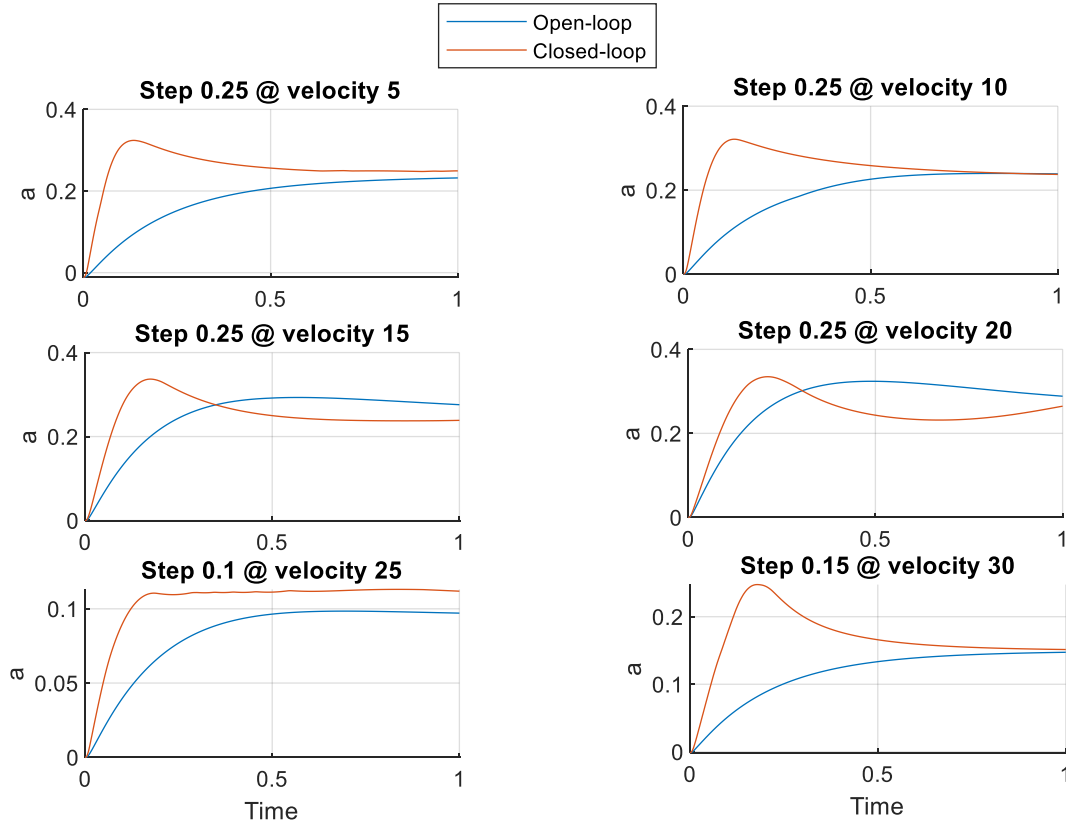 Open-loop
Closed-loop
Step 0.25 @ velocity 5
0.4
0.2
0
a
0
0.5
1
Step 0.25 @ velocity 10
0.4
0.2
0
a
0
0.5
1
Step 0.25 @ velocity 15
0.4
0.2
0
a
0
0.5
1
Step 0.25 @ velocity 20
0.4
0.2
0
a
0
0.5
1
Step 0.1 @ velocity 25
0.1
0.05
0
a
0
0.5
1
Time
Step 0.15 @ velocity 30
0.2
0.1
0
a
0
0.5
1
Time